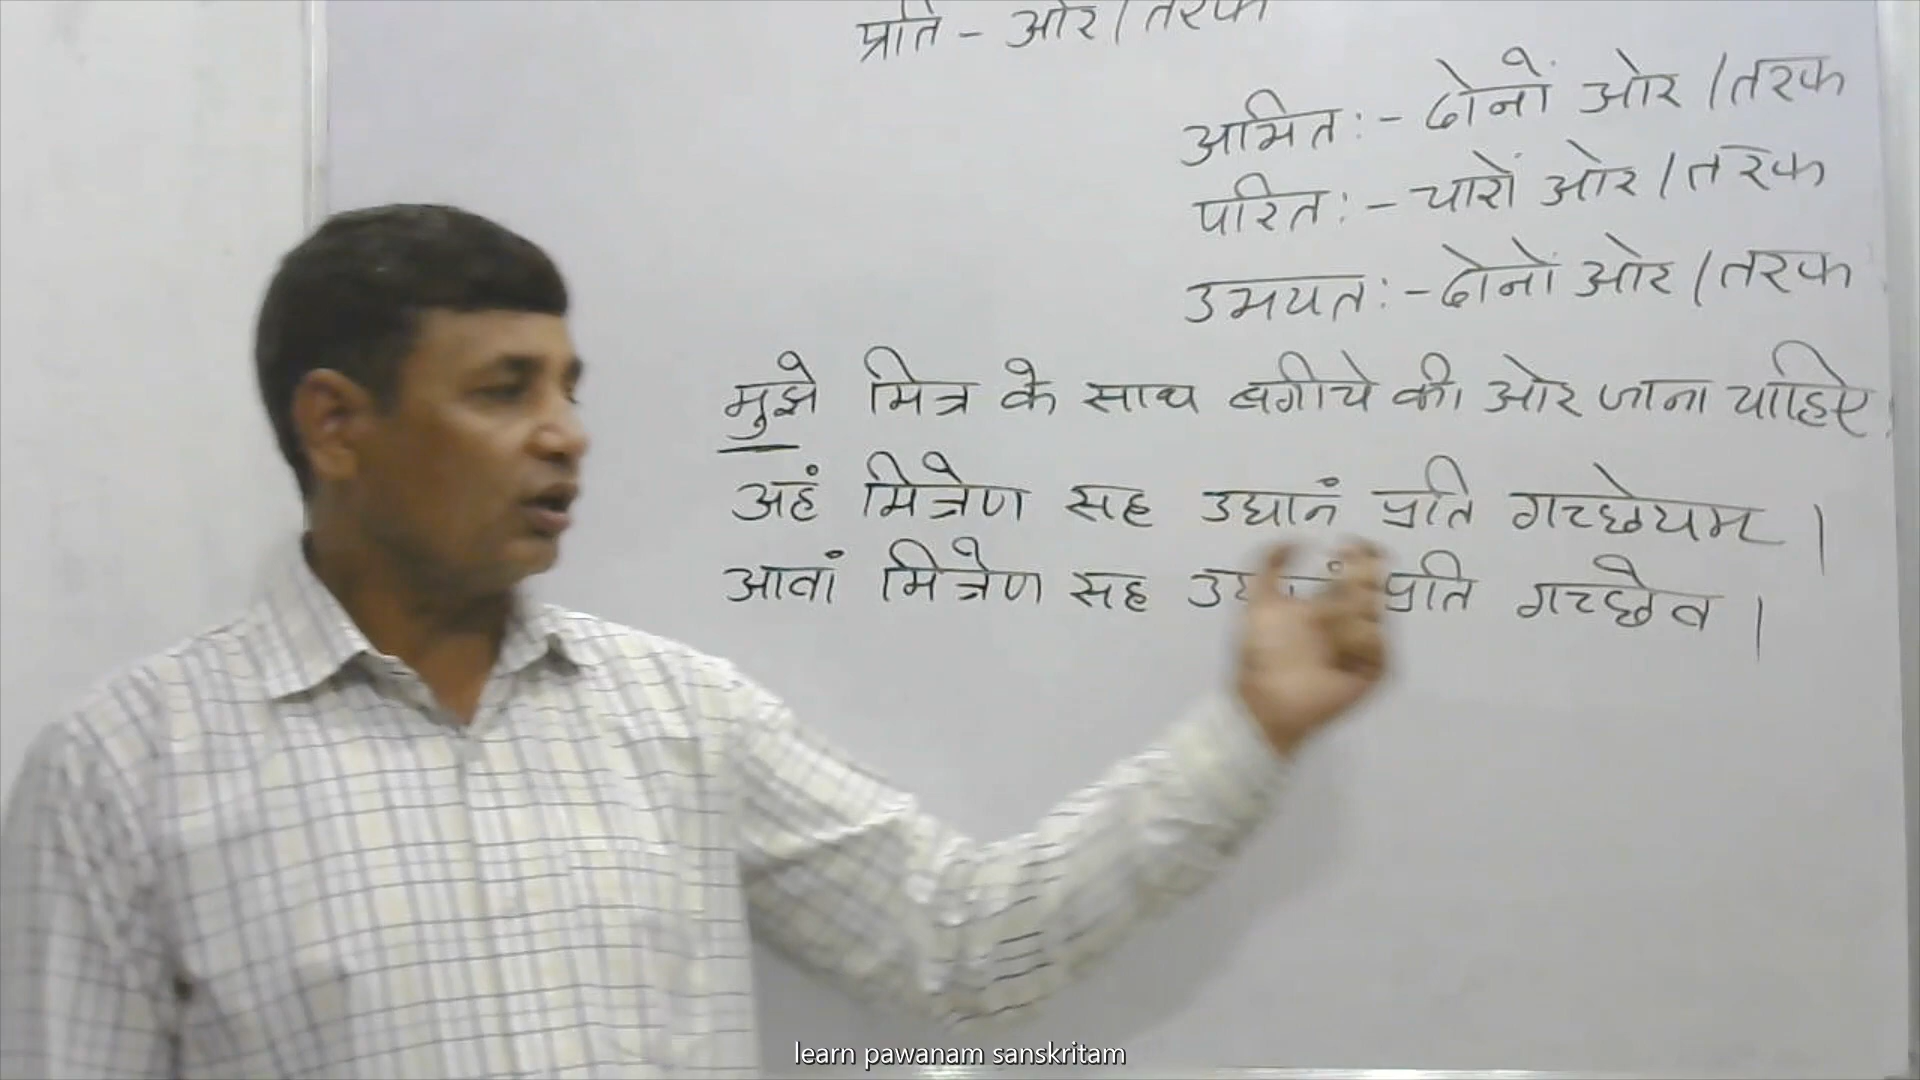 प्रति - ओर / तरफ
अभितः - दोनों ओर / तरफ
परितः - चारों ओर / तरफ
उभयतः - दोनों ओर / तरफ
मुझे मित्र के साथ बगीचे की ओर जाना चाहिए।
अहं मित्रेण सह उद्यानं प्रति गच्छेयम् ।
आवां मित्रेण सह उद्यानं प्रति गच्छेव ।
learn pawanam sanskritam